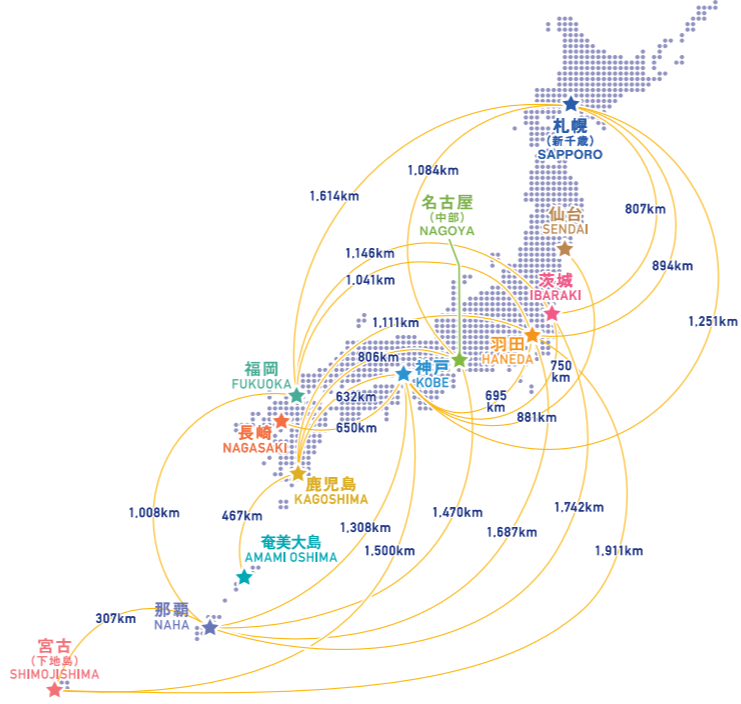 札幌
(新千歳)
SAPPORO
1,084km
1,614km
名古屋
(中部)
NAGOYA
仙台
SENDAI
807km
1,146km
1,041km
894km
茨城
IBARAKI
1,251km
1,111km
羽田
HANEDA
806km
神戸
KOBE
750
km
福岡
FUKUOKA
632km
695
km
881km
650km
長崎
NAGASAKI
鹿児島
KAGOSHIMA
1,008km
467km
1,308km
1,470km
1,742km
1,687km
奄美大島
AMAMI OSHIMA
1,500km
1,911km
那覇
NAHA
307km
宮古
(下地島)
SHIMOJISHIMA